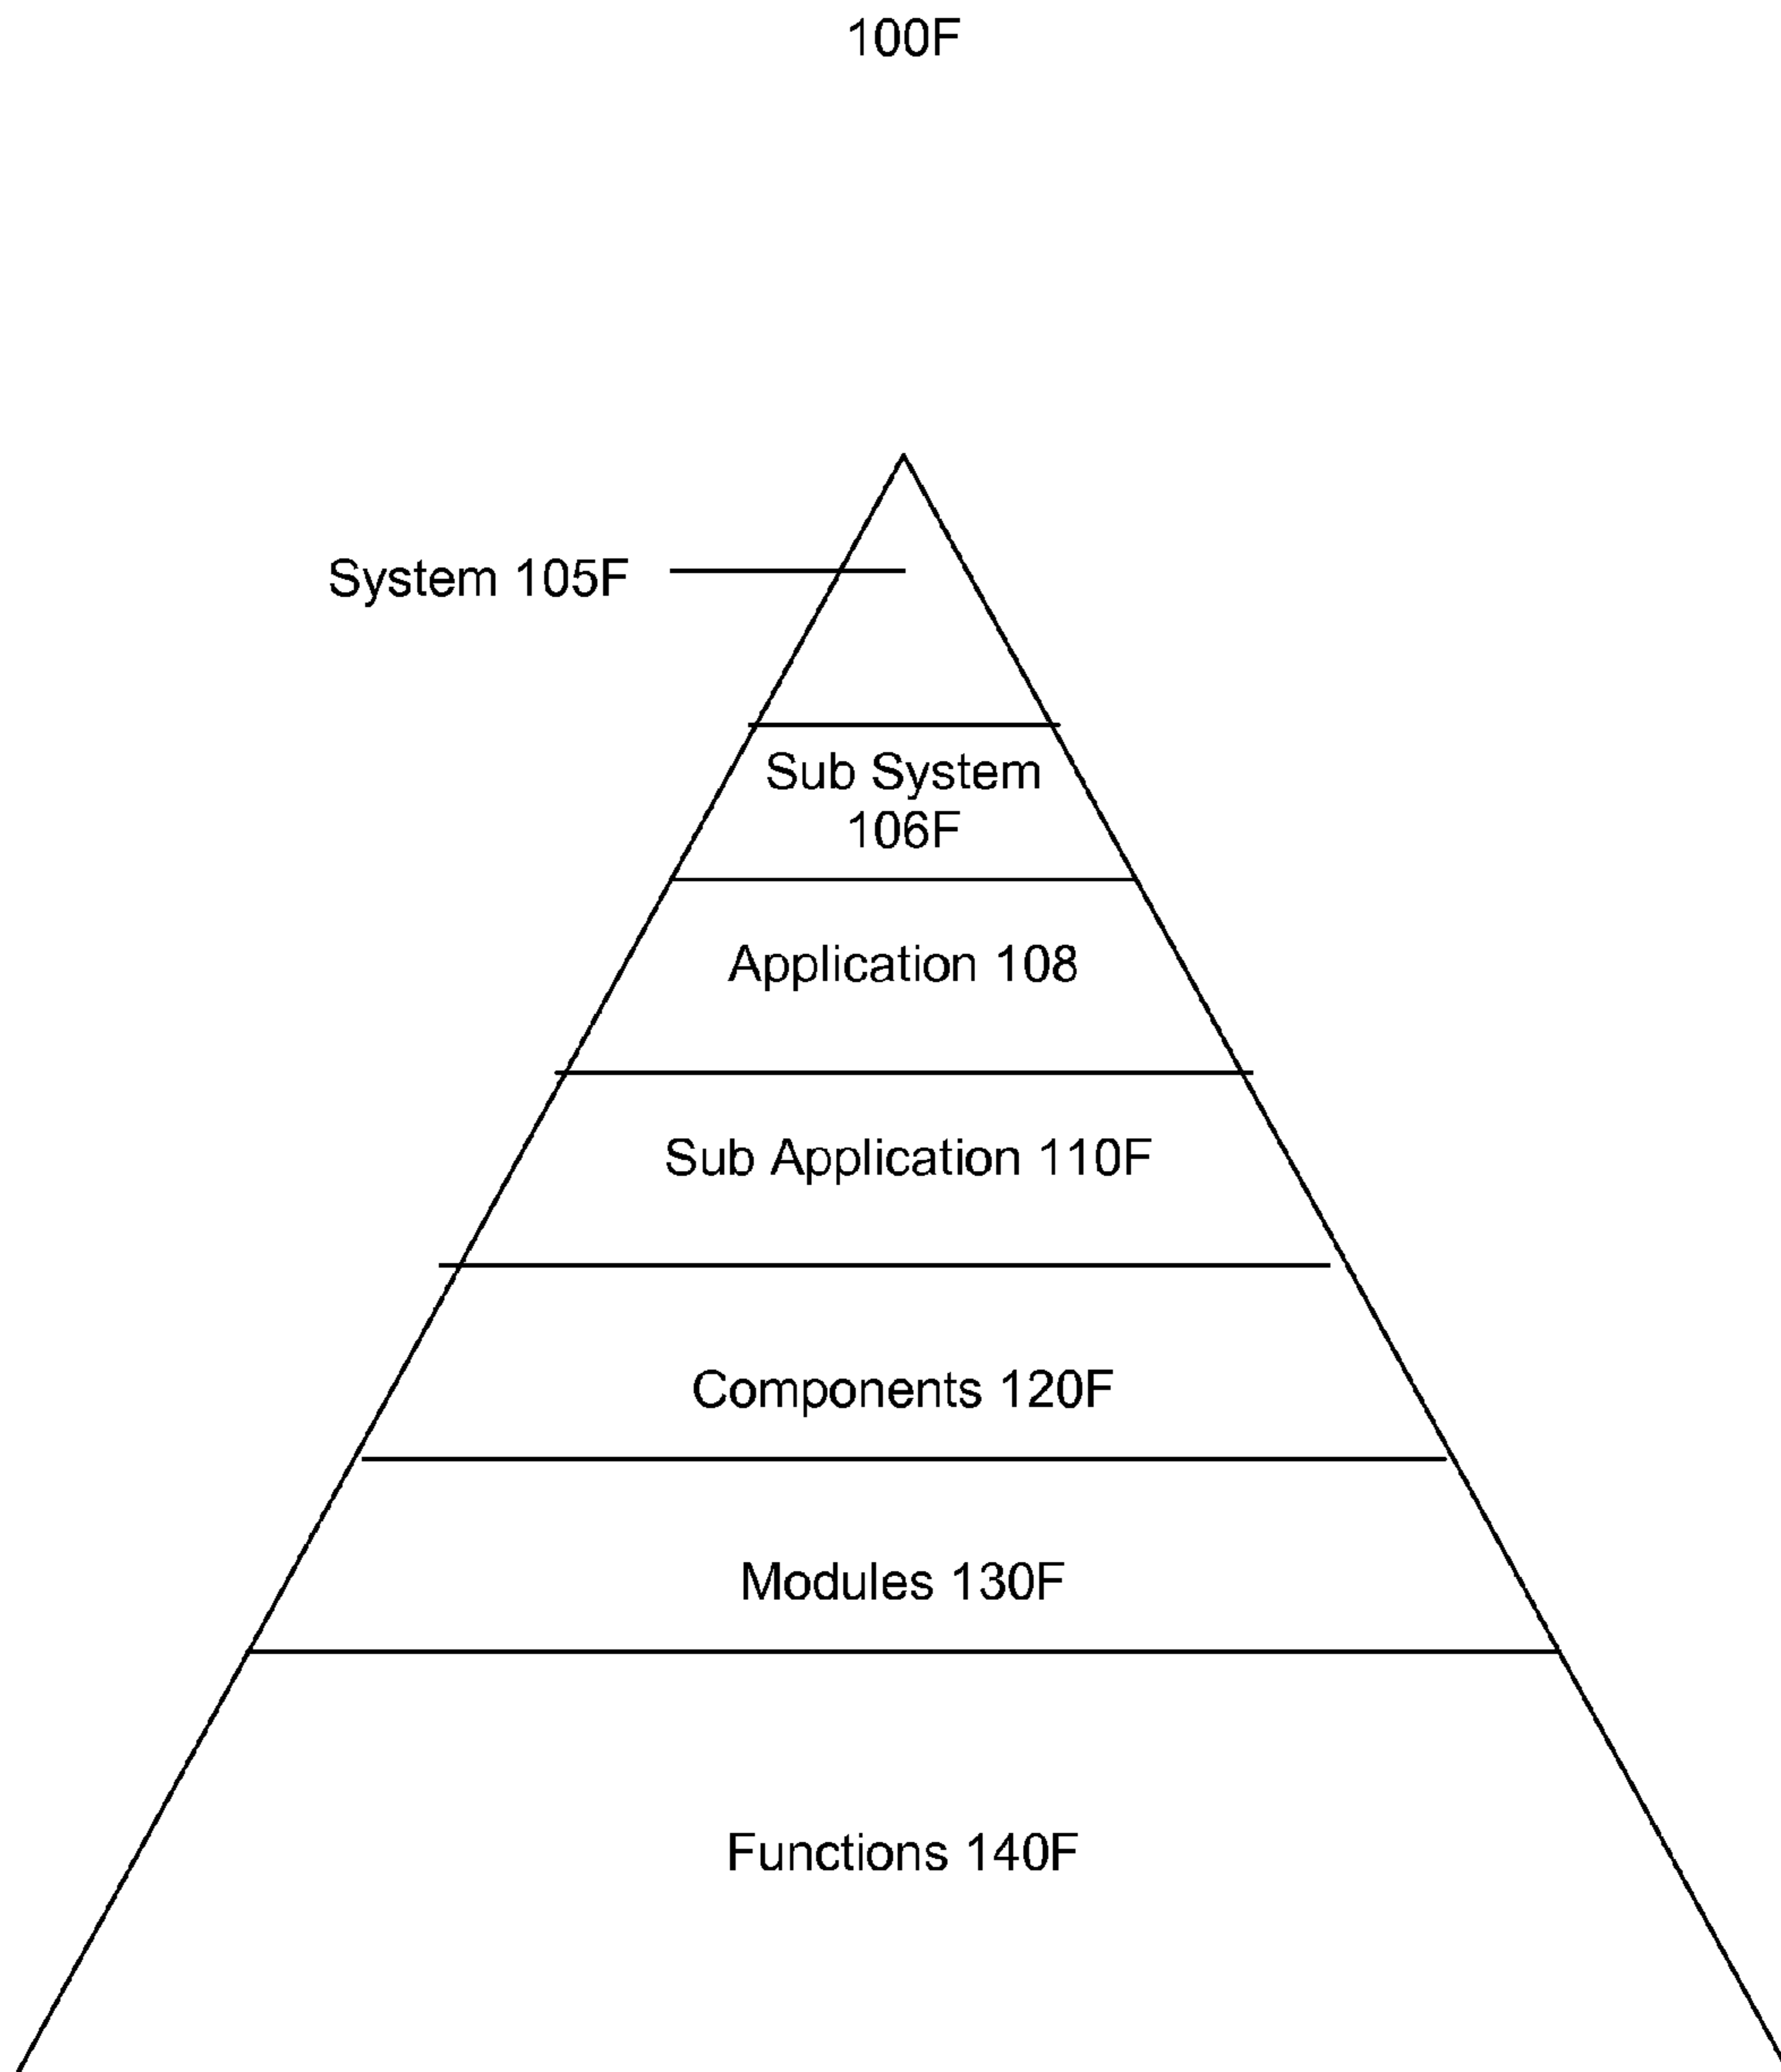 100F
System 105F
Sub System
106F
Application 108
Sub Application 110F
Components 120F
Modules 130F
Functions 140F